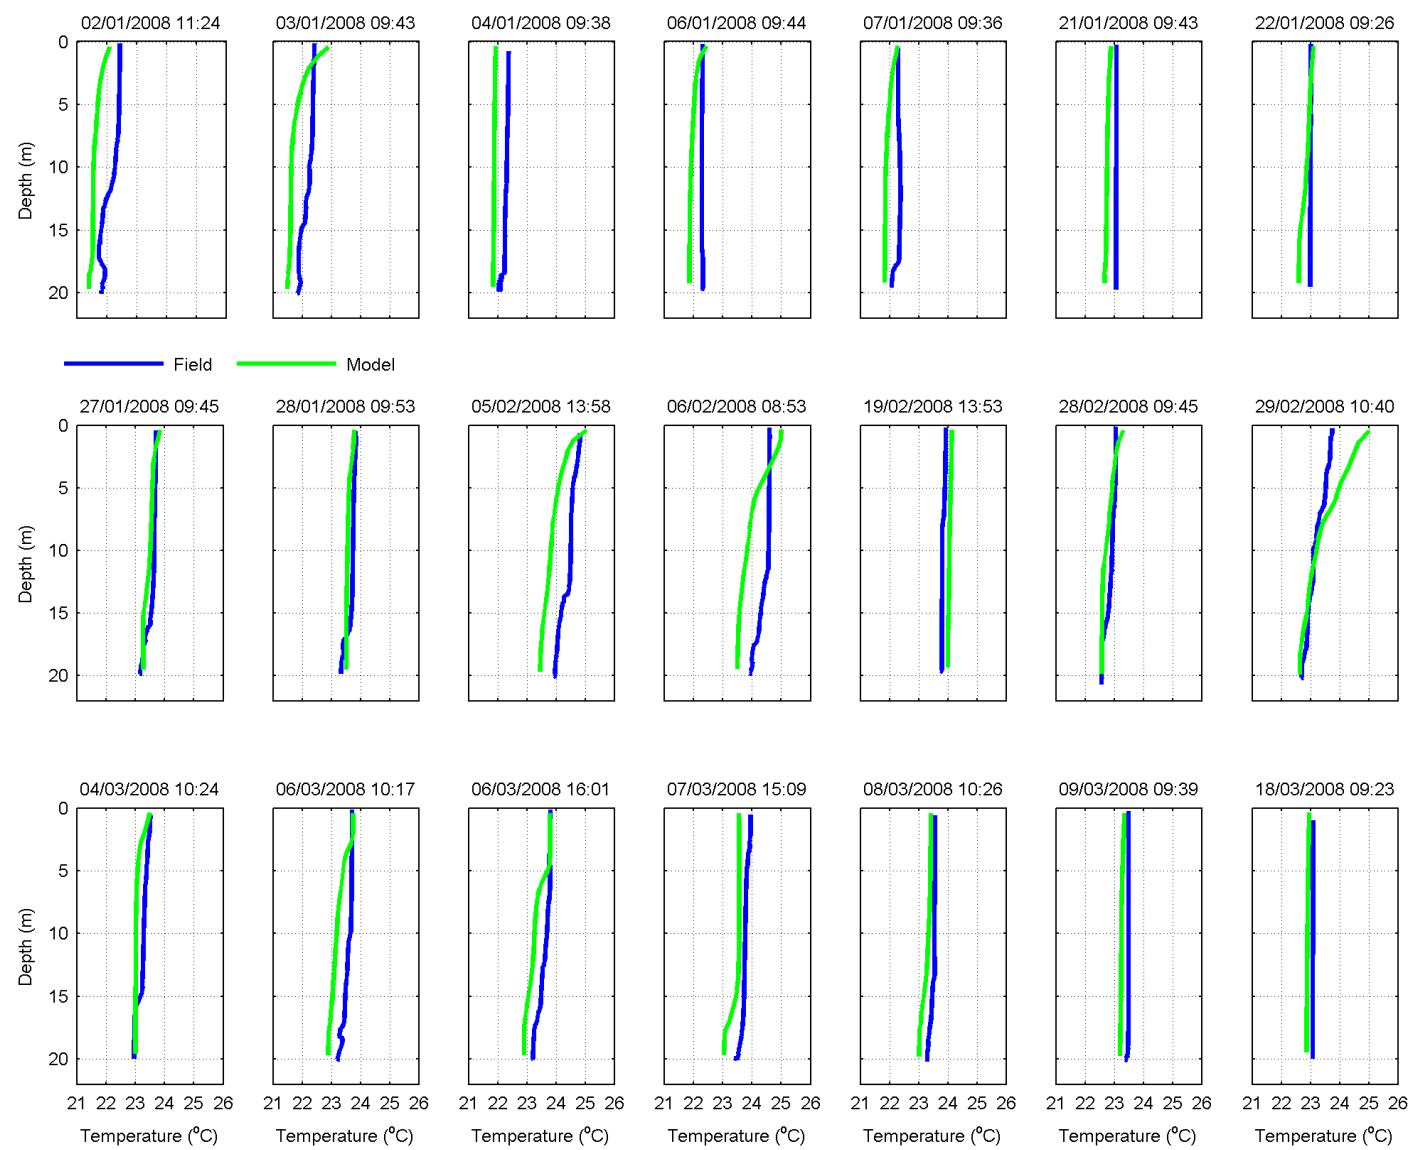 02/01/2008 11:24 03/01/2008 09:43 04/01/2008 09:38 06/01/2008 09:44 07/01/2008 09:36 21/01/2008 09:43 22/01/2008 09:26
0
5
10
15
20
Depth (m)
Field Model
27/01/2008 09:45 28/01/2008 09:53 05/02/2008 13:58 06/02/2008 08:53 19/02/2008 13:53 28/02/2008 09:45 29/02/2008 10:40
0
5
10
15
20
Depth (m)
04/03/2008 10:24 06/03/2008 10:17 06/03/2008 16:01 07/03/2008 15:09 08/03/2008 10:26 09/03/2008 09:39 18/03/2008 09:23
0
5
10
15
20
Depth (m)
21 22 23 24 25 26 21 22 23 24 25 26 21 22 23 24 25 26 21 22 23 24 25 26 21 22 23 24 25 26 21 22 23 24 25 26 21 22 23 24 25 26
Temperature (°C) Temperature (°C) Temperature (°C) Temperature (°C) Temperature (°C) Temperature (°C) Temperature (°C)